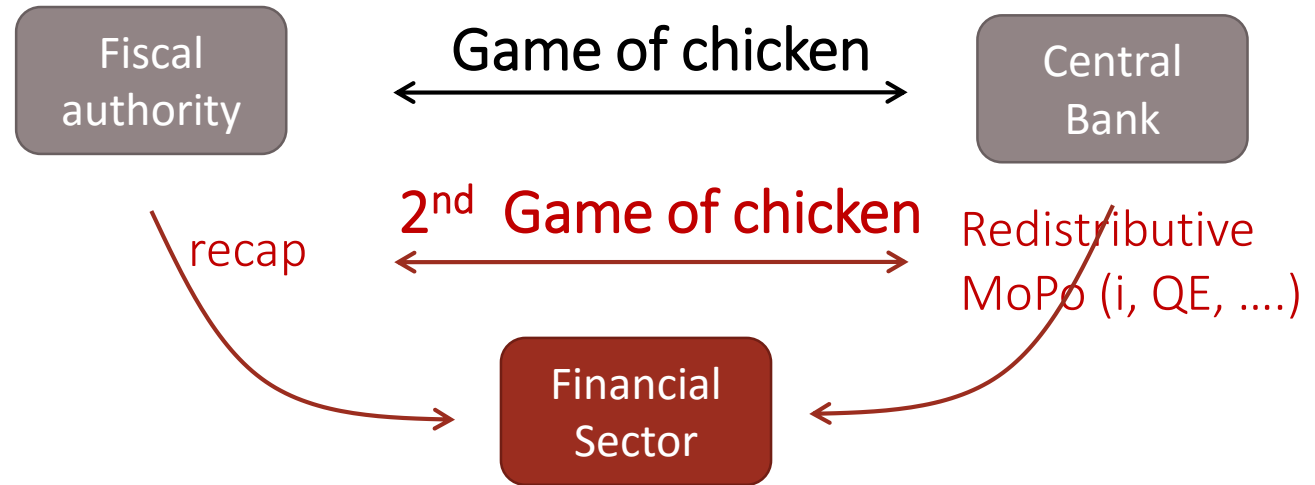 Fiscal
authority
Game of chicken
Central
Bank
2nd Game of chicken
recap
Redistributive
MoPo (i, QE, ....)
Financial
Sector